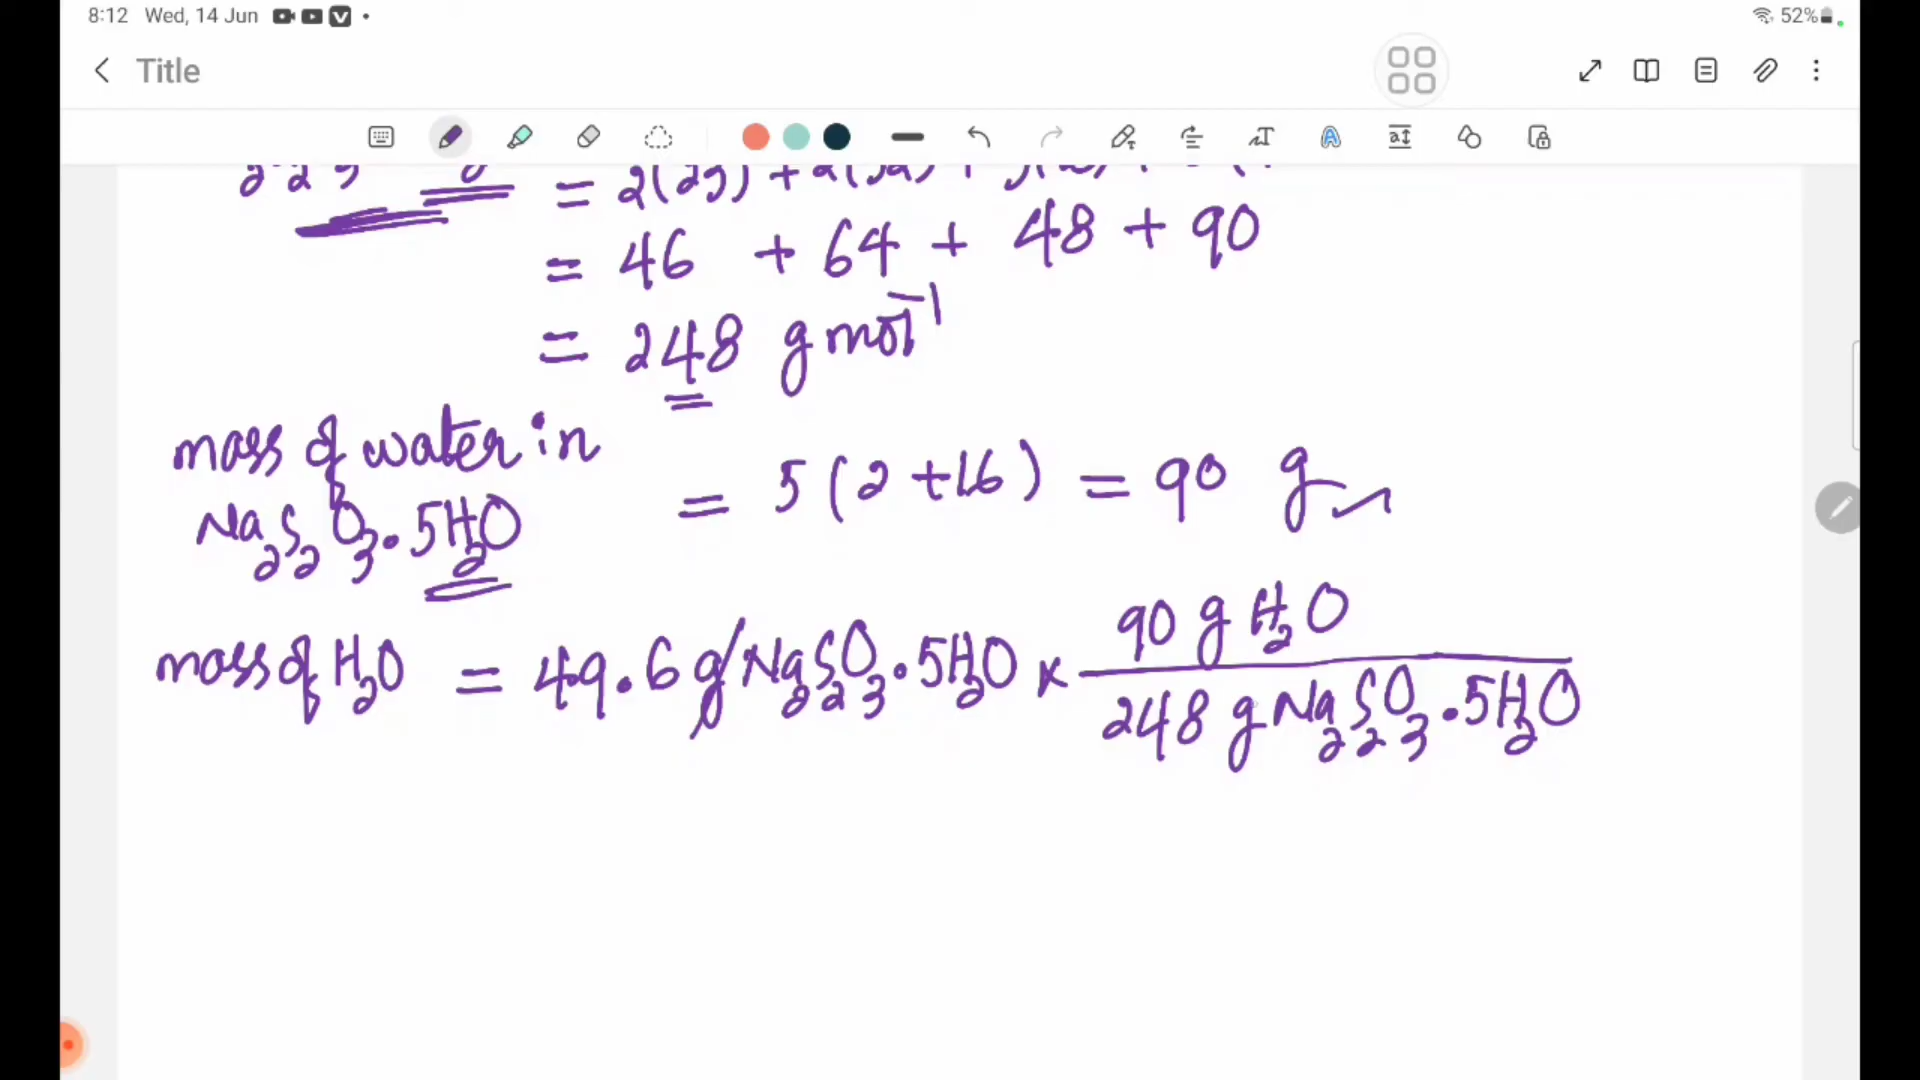 8:12 Wed, 14 Jun
52%
Title
= 46 + 64 + 48 + 90
= 248 g mol⁻¹
mass of water in
Na₂S₂O₃.5H₂O = 5(2+16) = 90 g
90 g H₂O
mass of H₂O = 49.6 g Na₂S₂O₃.5H₂O x
248 g Na₂S₂O₃.5H₂O